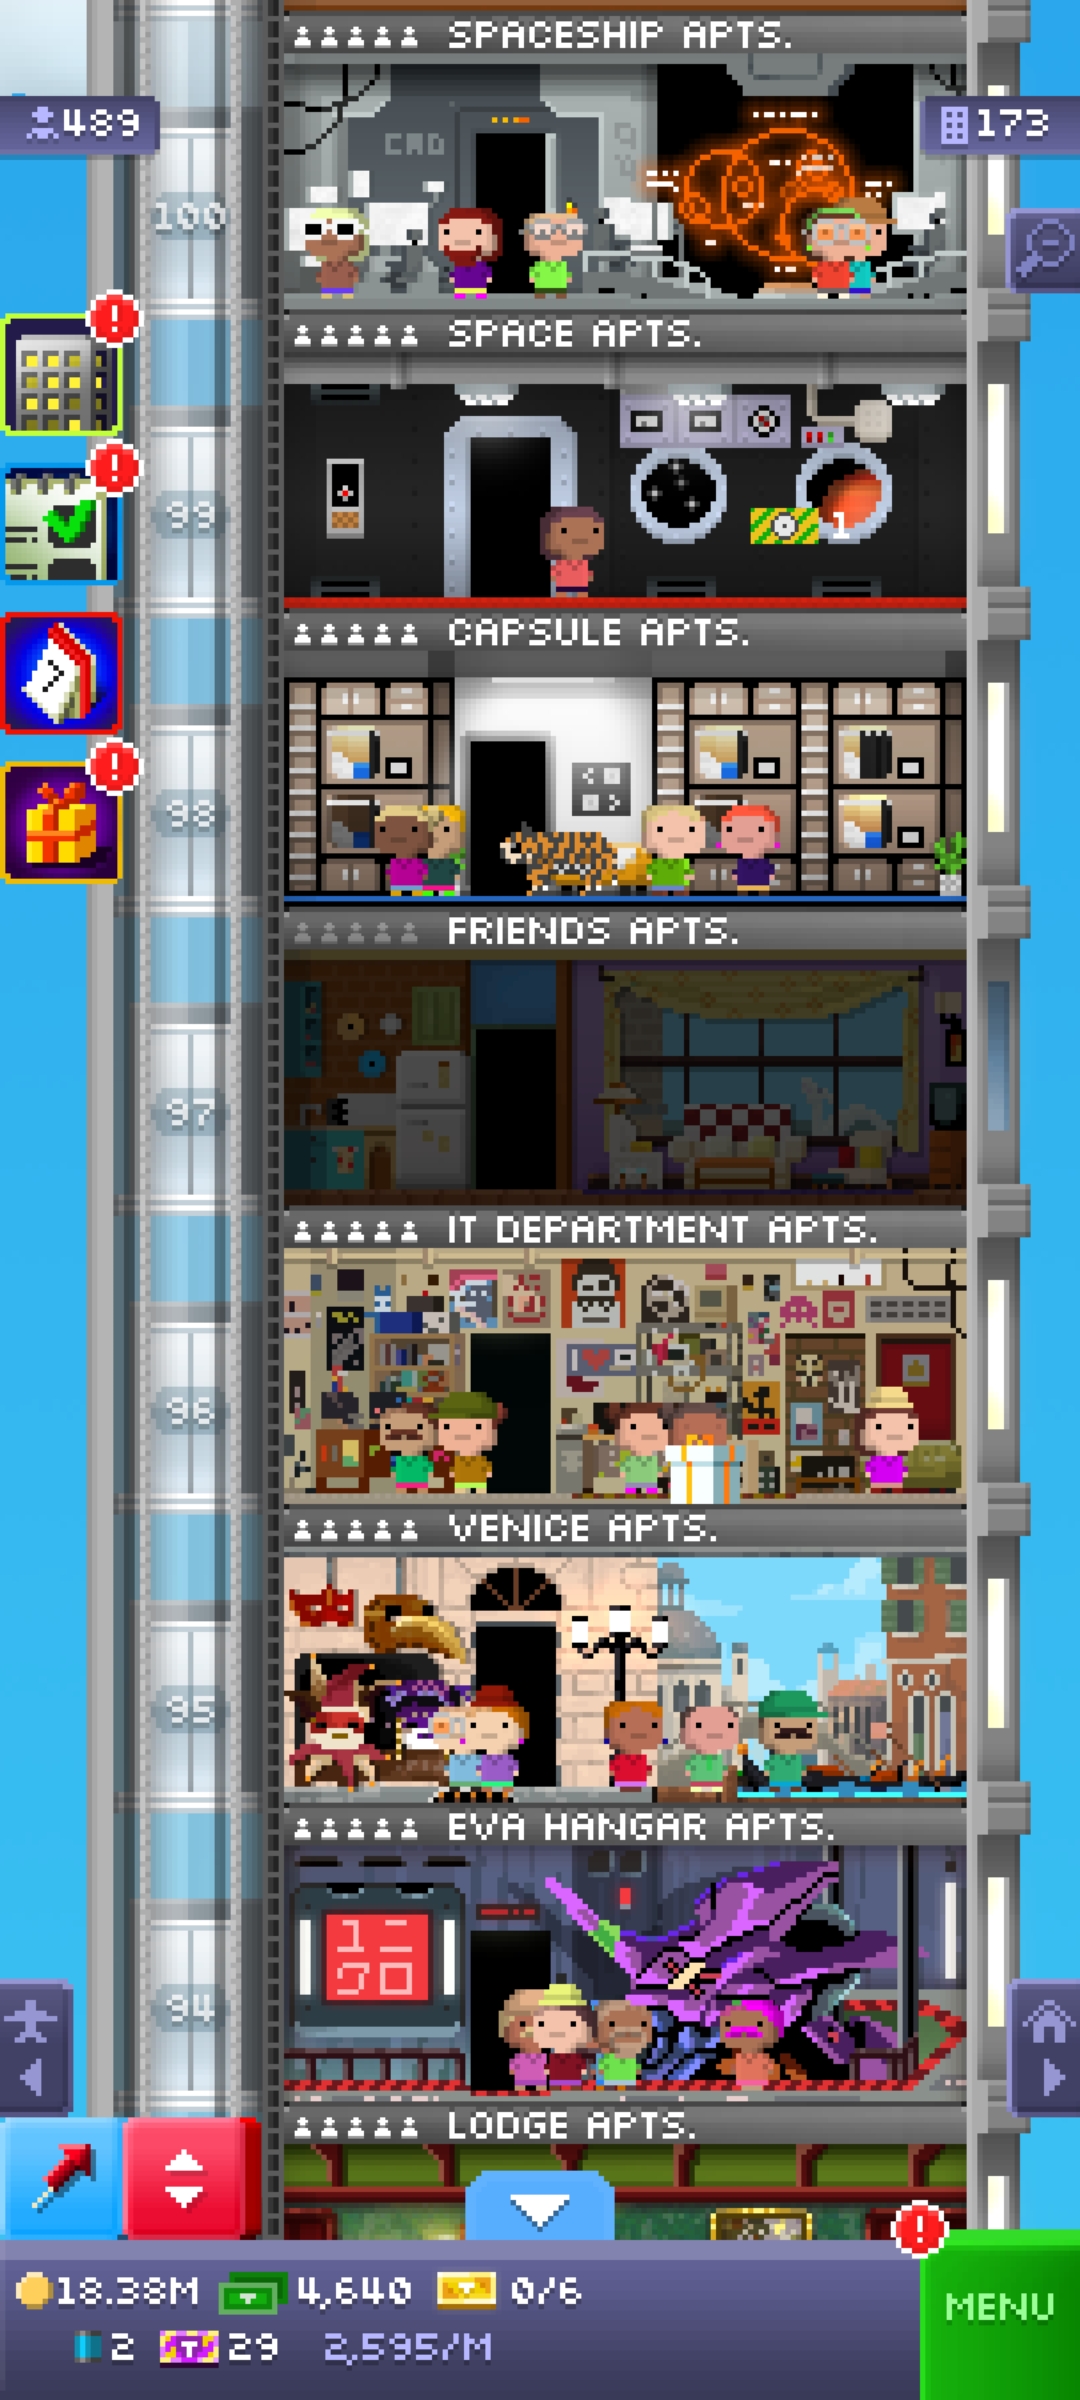 SPACESHIP APTS.
489
173
CMD
100
SPACE APTS.
99
1
CAPSULE APTS.
98
FRIENDS APTS.
97
IT DEPARTMENT APTS.
96
VENICE APTS.
95
EVA HANGAR APTS.
94
LODGE APTS.
18.38M
4,640
0/6
MENU
2
T
29
2,595/M